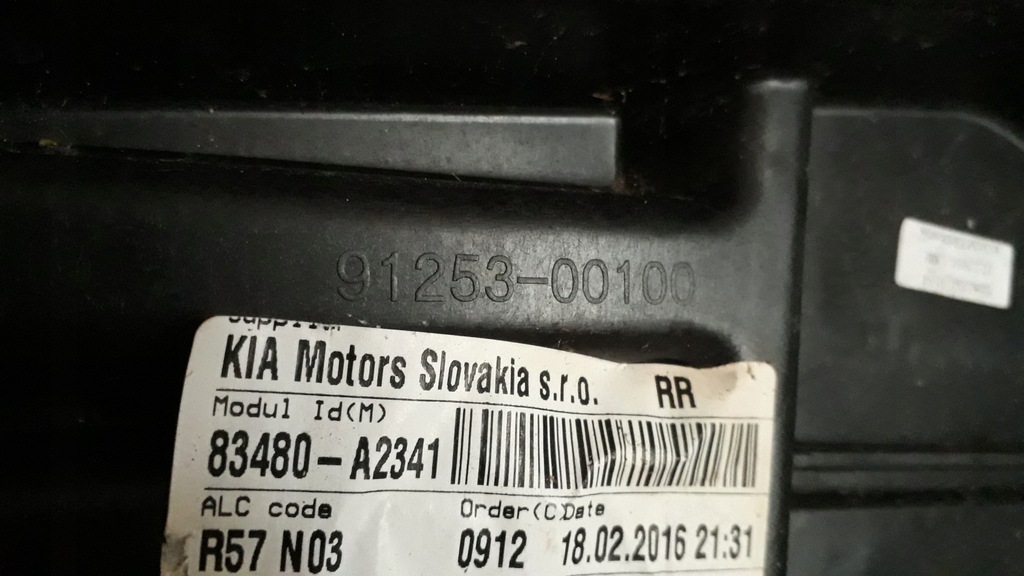 91253-00100
KIA Motors Slovakia s.r.o. RR
Modul Id(M)
83480-A2341
ALC code Order(C)Date
R57 N03 0912 18.02.2016 21:31